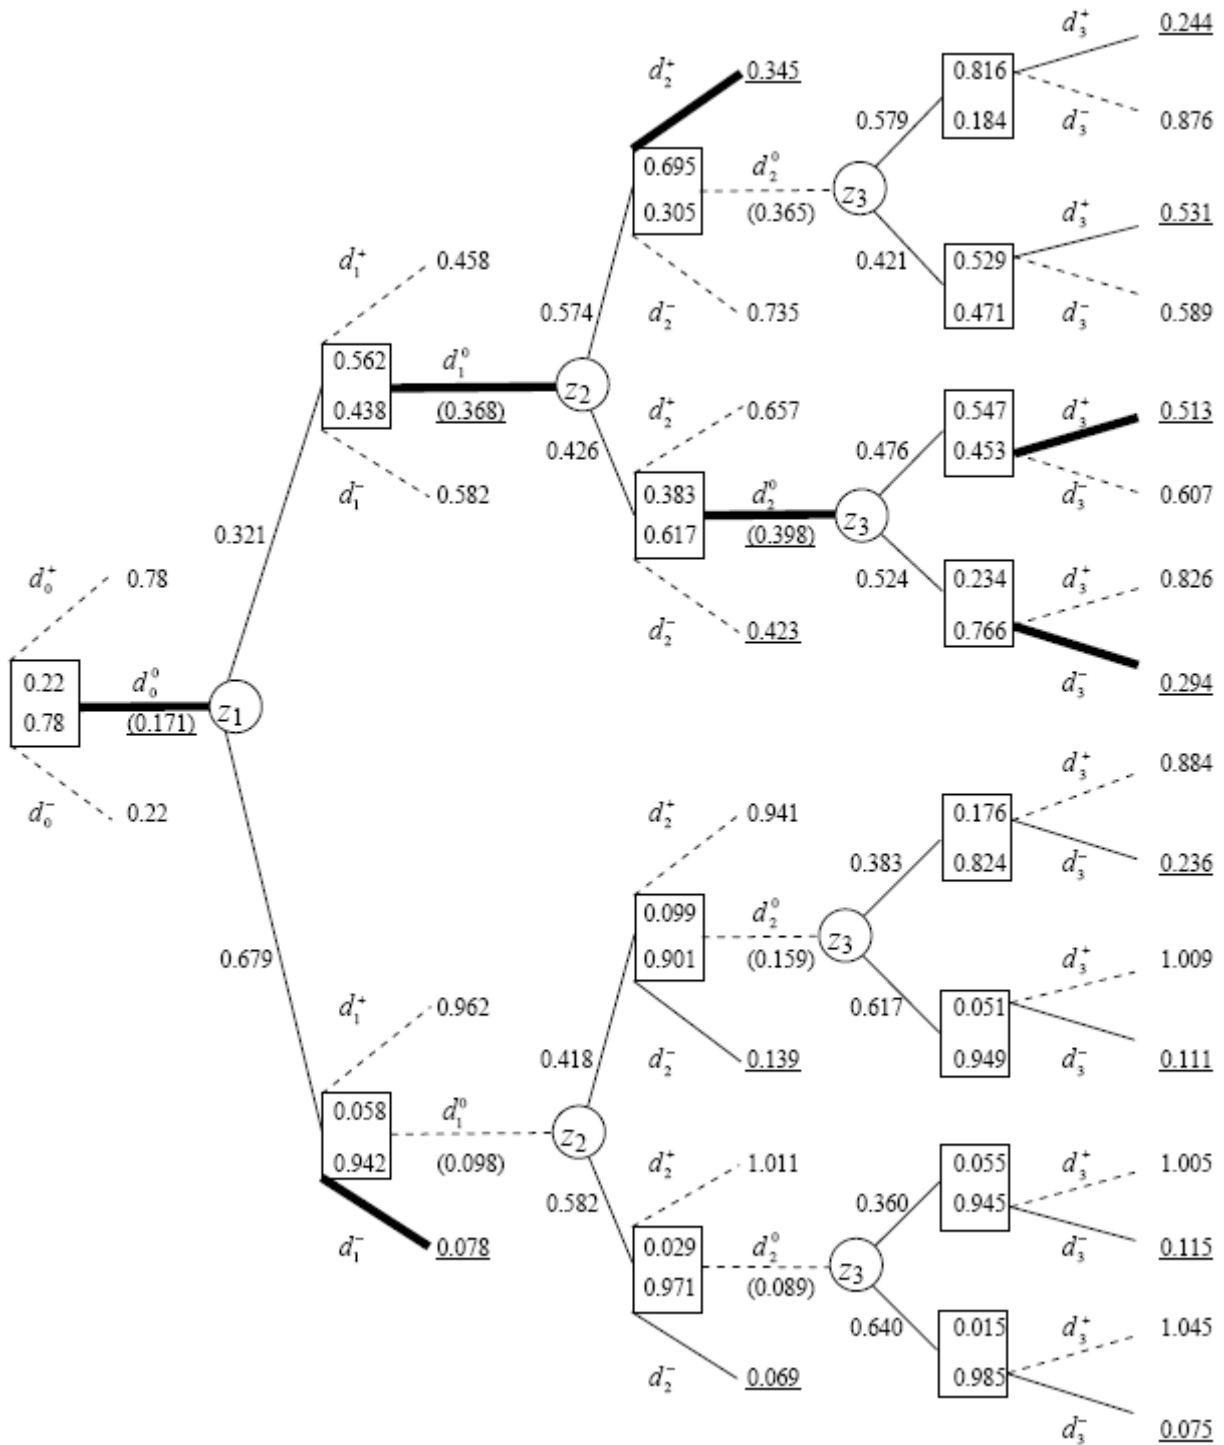 d₃⁺ 0.244
d₂⁺ 0.345 0.816
0.579 0.184 d₃⁻ 0.876
0.695 d₂⁰ z₃
0.305 (0.365) d₃⁺ 0.531
d₁⁺ 0.458 0.421 0.529
0.574 d₂⁻ 0.735 0.471 d₃⁻ 0.589
0.562 d₁⁰ z₂
0.438 (0.368) d₂⁺ 0.657 0.547 d₃⁺ 0.513
0.426 0.476 0.453
d₁⁻ 0.582 0.383 d₂⁰ z₃ d₃⁻ 0.607
0.321 0.617 (0.398)
d₀⁺ 0.78 0.524 0.234 d₃⁺ 0.826
d₂⁻ 0.423 0.766
0.22 d₀⁰ z₁ d₃⁻ 0.294
0.78 (0.171)
d₃⁺ 0.884
d₀⁻ 0.22 d₂⁺ 0.941 0.176
0.383 0.824 d₃⁻ 0.236
0.099 d₂⁰ z₃
0.679 0.901 (0.159) d₃⁺ 1.009
d₁⁺ 0.962 0.617 0.051
0.418 d₂⁻ 0.139 0.949 d₃⁻ 0.111
0.058 d₁⁰ z₂
0.942 (0.098) d₂⁺ 1.011 0.055 d₃⁺ 1.005
0.582 0.360 0.945
d₁⁻ 0.078 0.029 d₂⁰ z₃ d₃⁻ 0.115
0.971 (0.089)
0.640 0.015 d₃⁺ 1.045
d₂⁻ 0.069 0.985
d₃⁻ 0.075